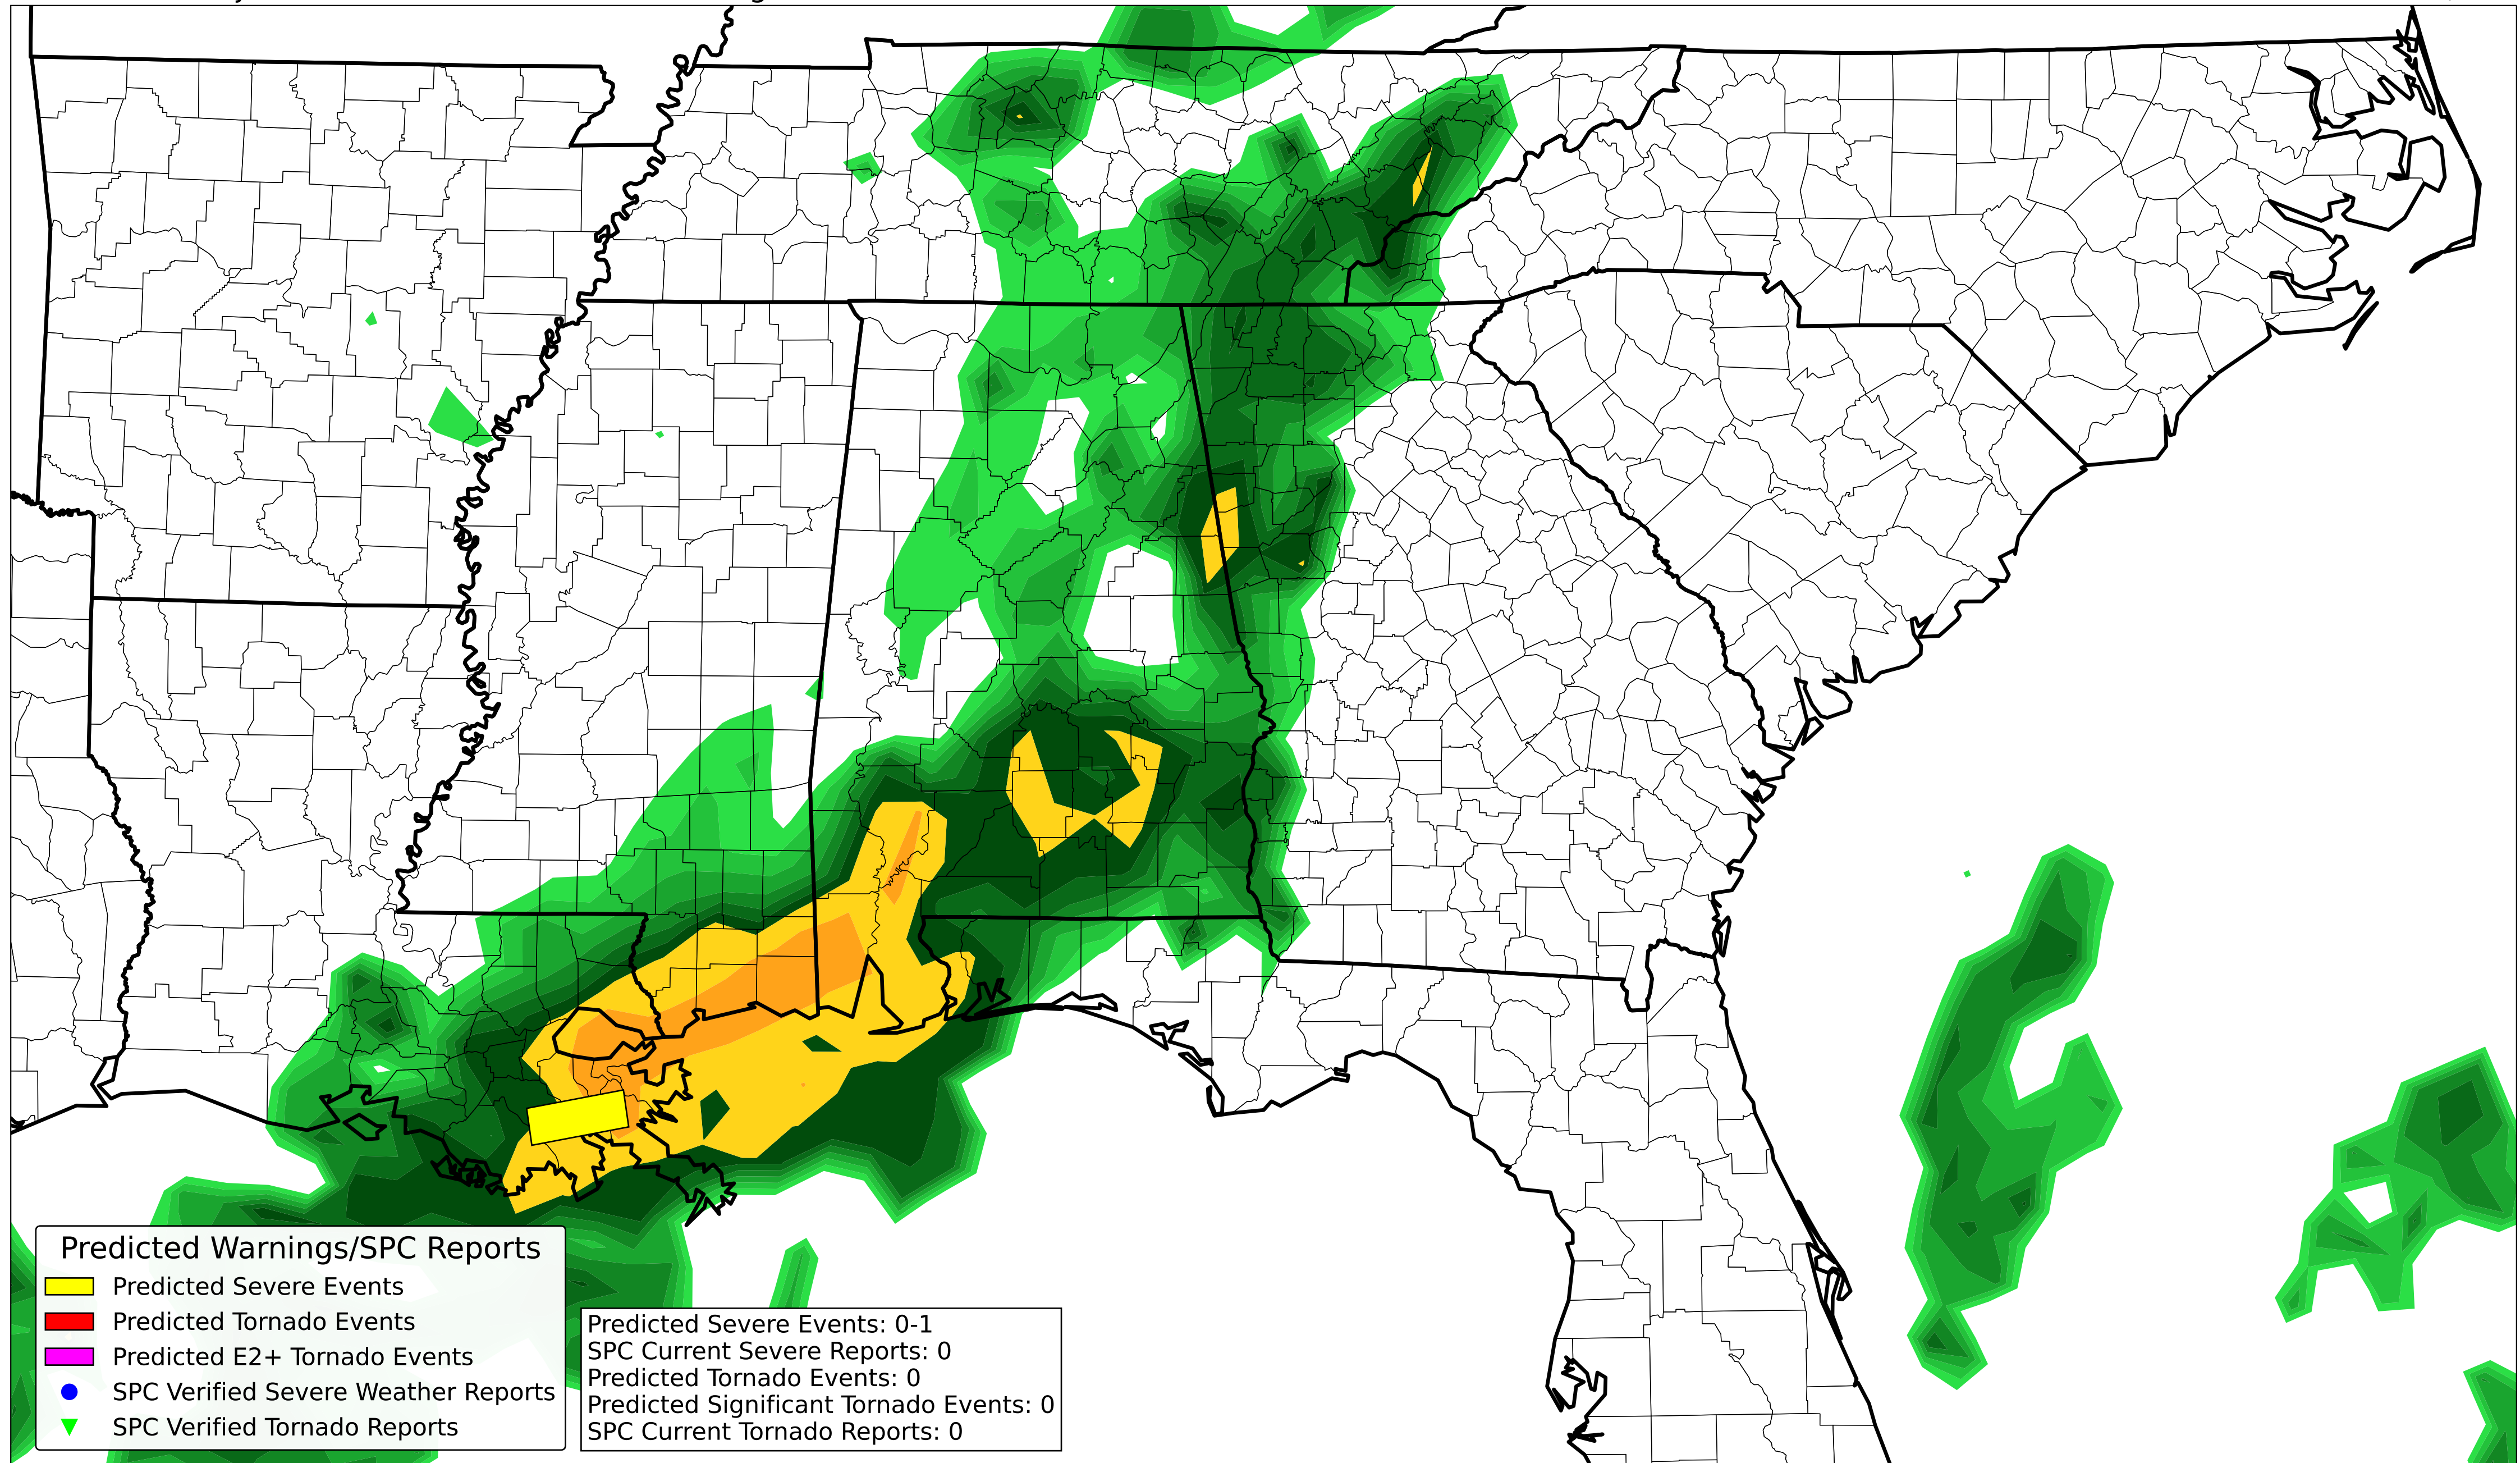 Predicted Warnings/SPC Reports
Predicted Severe Events
Predicted Tornado Events
Predicted E2+ Tornado Events
SPC Verified Severe Weather Reports
SPC Verified Tornado Reports
Predicted Severe Events: 0-1
SPC Current Severe Reports: 0
Predicted Tornado Events: 0
Predicted Significant Tornado Events: 0
SPC Current Tornado Reports: 0